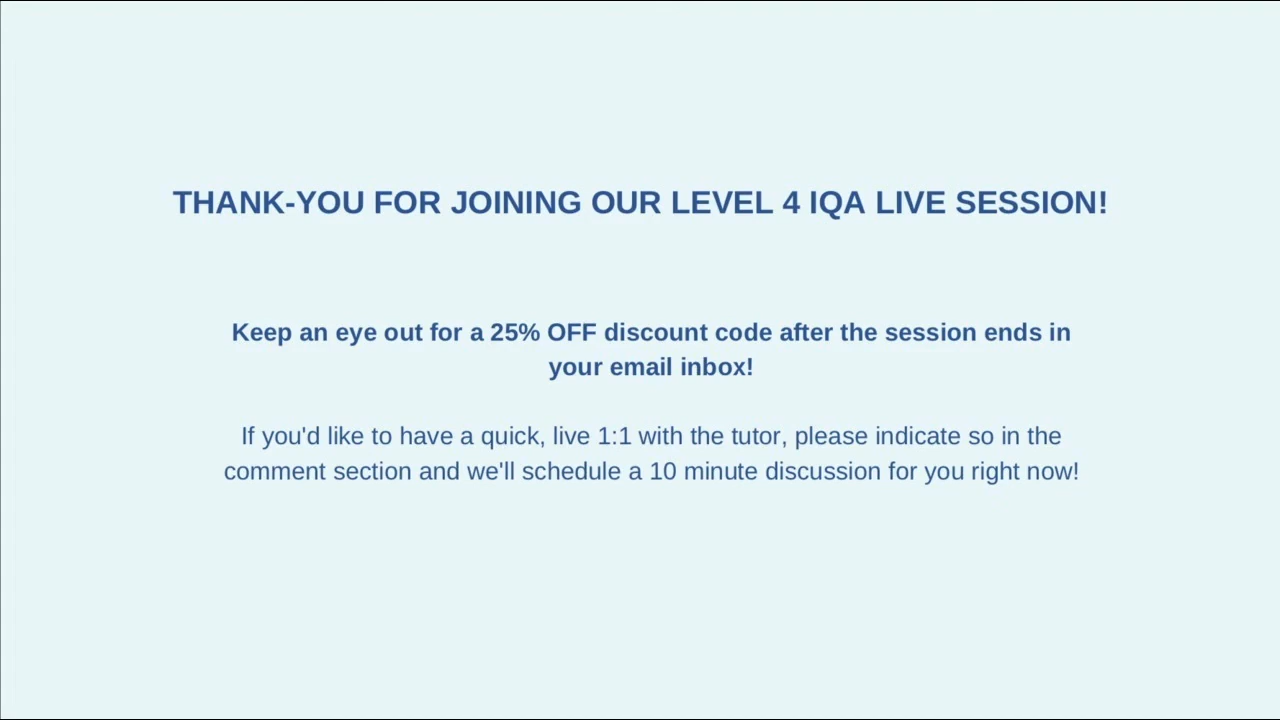 THANK-YOU FOR JOINING OUR LEVEL 4 IQA LIVE SESSION!
Keep an eye out for a 25% OFF discount code after the session ends in
your email inbox!
If you'd like to have a quick, live 1:1 with the tutor, please indicate so in the
comment section and we'll schedule a 10 minute discussion for you right now!